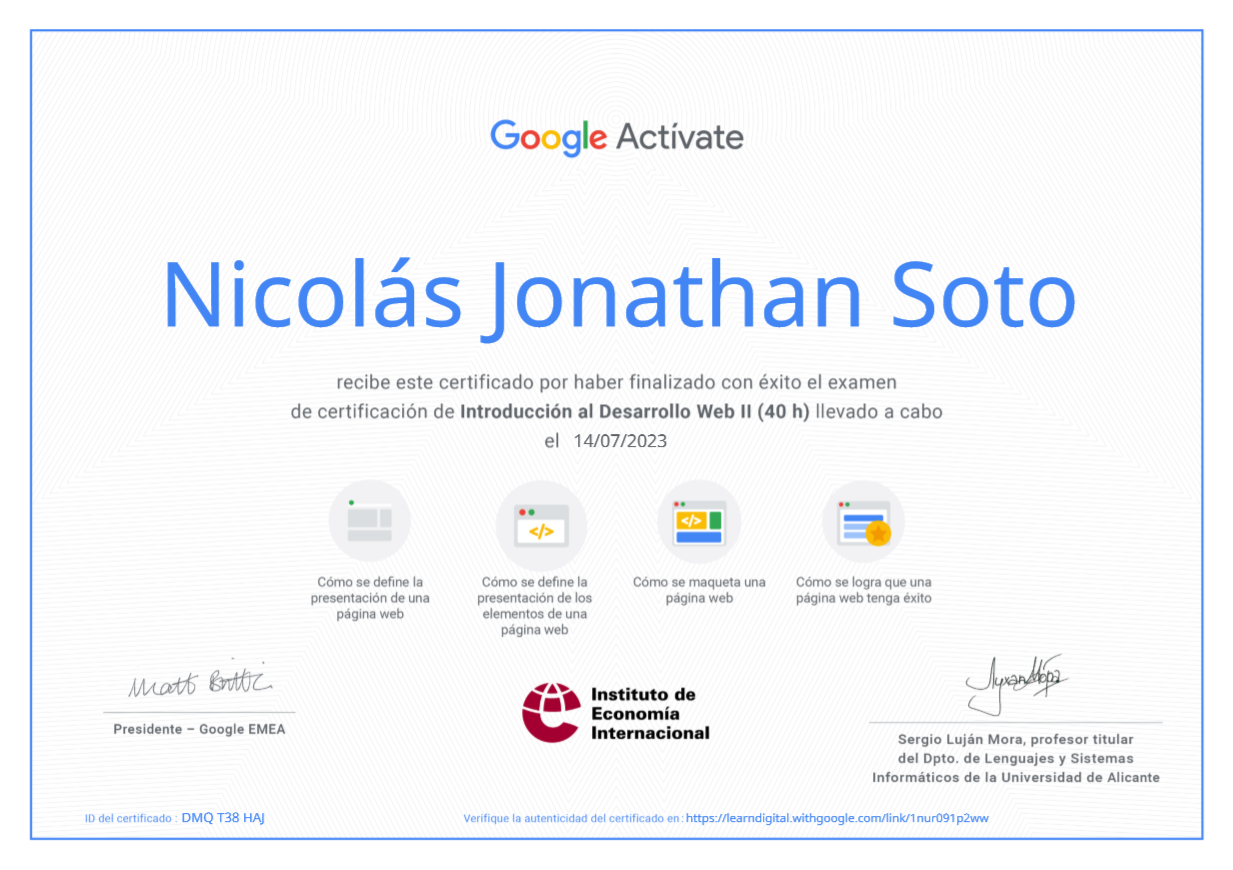 Google Actívate
Nicolás Jonathan Soto
recibe este certificado por haber finalizado con éxito el examen
de certificación de Introducción al Desarrollo Web II (40 h) llevado a cabo
el 14/07/2023
</>
</>
Cómo se define la
presentación de una
página web
Cómo se define la
presentación de los
elementos de una
página web
Cómo se maqueta una
página web
Cómo se logra que una
página web tenga éxito
Matt Brittin
Presidente – Google EMEA
Instituto de
Economía
Internacional
Sergio Luján Mora, profesor titular
del Dpto. de Lenguajes y Sistemas
Informáticos de la Universidad de Alicante
ID del certificado : DMQ T38 HAJ
Verifique la autenticidad del certificado en : https://learndigital.withgoogle.com/link/1nur091p2ww